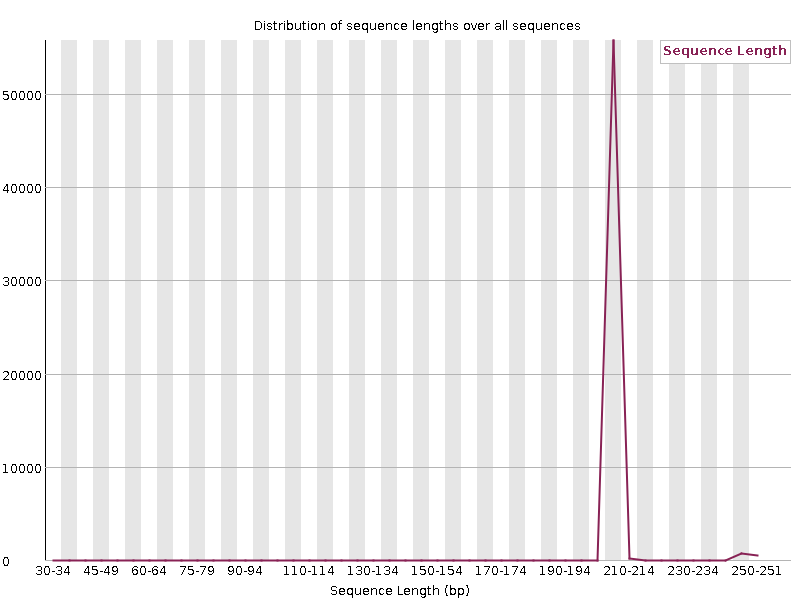 Distribution of sequence lengths over all sequences
Sequence Length
50000
40000
30000
20000
10000
0
30-34 45-49 60-64 75-79 90-94 110-114 130-134 150-154 170-174 190-194 210-214 230-234 250-251
Sequence Length (bp)